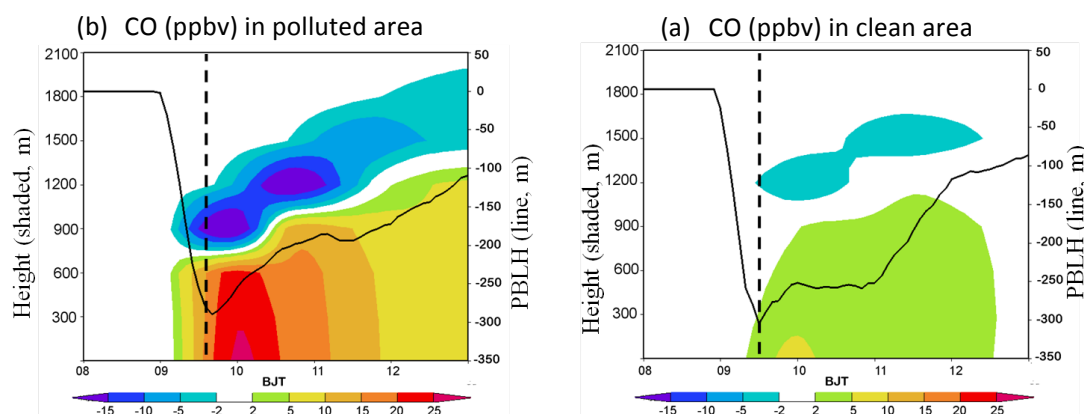 (b) CO (ppbv) in polluted area
2100
1800
1500
1200
900
600
300
Height (shaded, m)
50
0
-50
-100
-150
-200
-250
-300
-350
PBLH (line, m)
08 09 10 11 12
BJT
-15 -10 -5 -2 2 5 10 15 20 25
(a) CO (ppbv) in clean area
2100
1800
1500
1200
900
600
300
Height (shaded, m)
50
0
-50
-100
-150
-200
-250
-300
-350
PBLH (line, m)
08 09 10 11 12
BJT
-15 -10 -5 -2 2 5 10 15 20 25